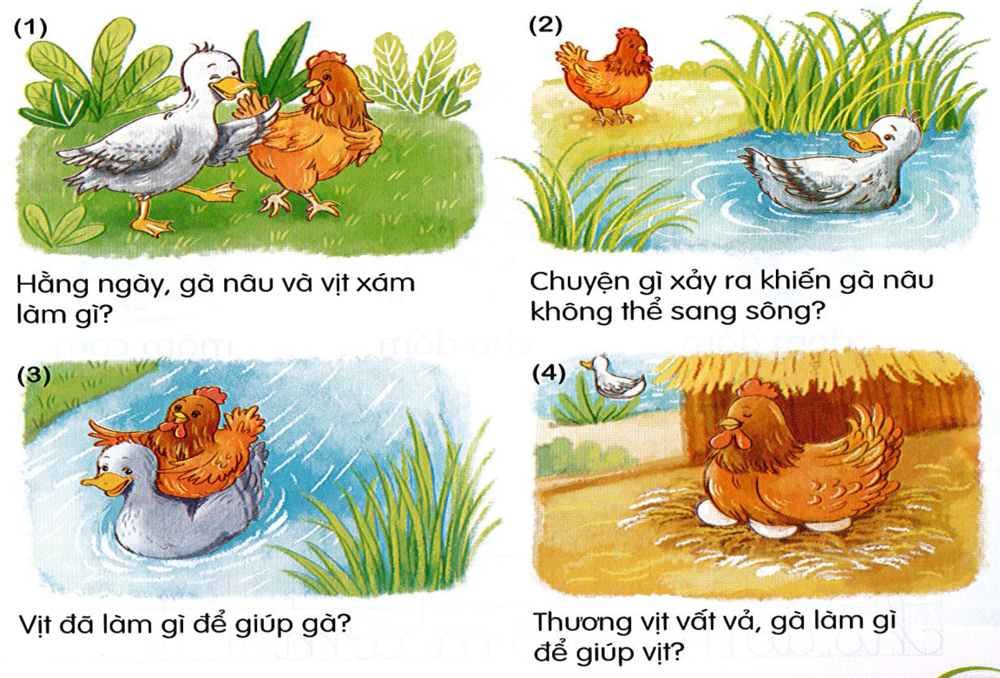 (1)
Hằng ngày, gà nâu và vịt xám
làm gì?
(2)
Chuyện gì xảy ra khiến gà nâu
không thể sang sông?
(3)
Vịt đã làm gì để giúp gà?
(4)
Thương vịt vất vả, gà làm gì
để giúp vịt?